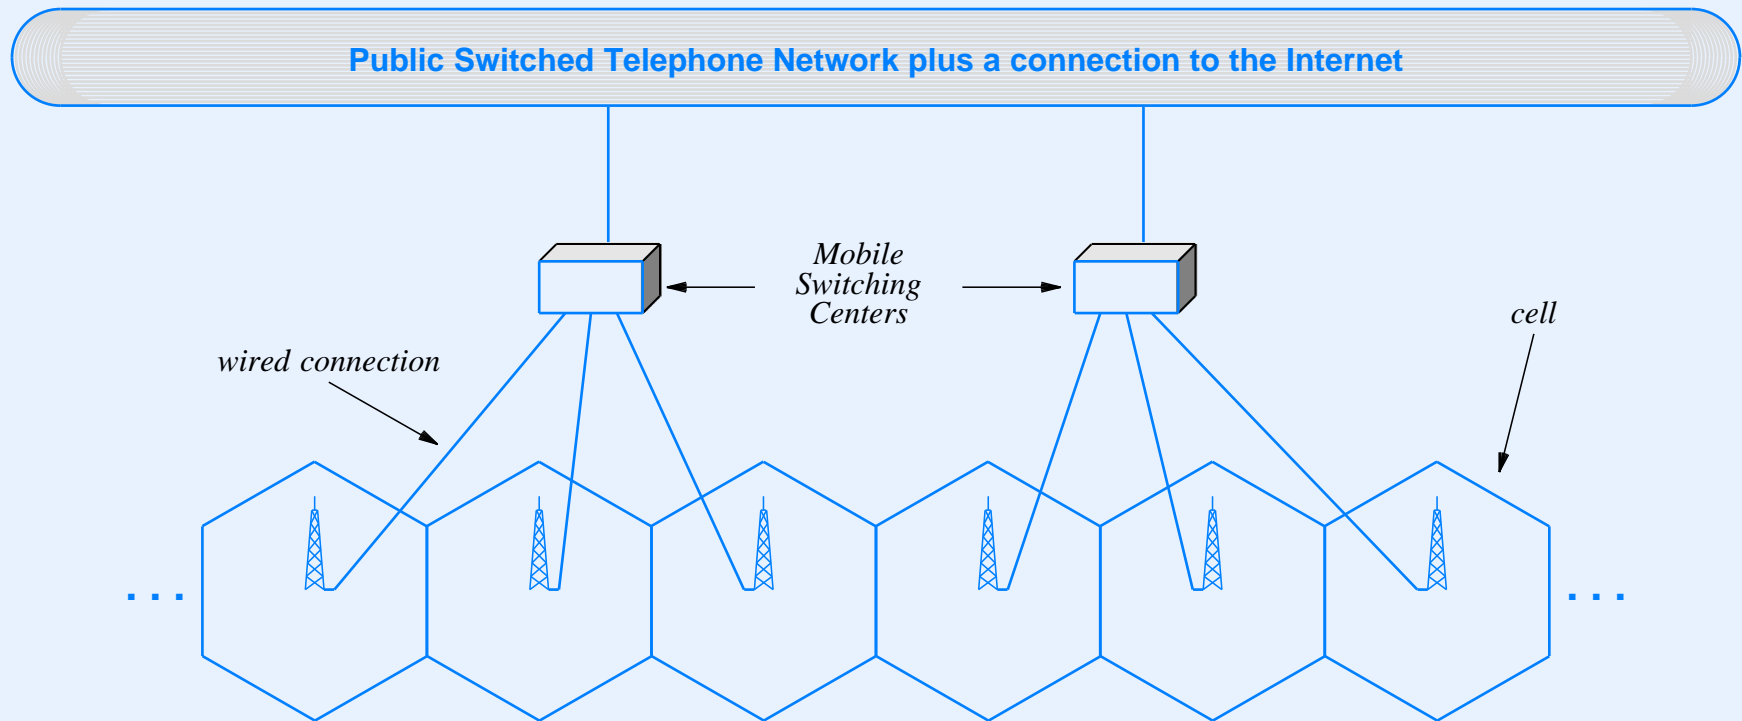 Public Switched Telephone Network plus a connection to the Internet
Mobile
Switching
Centers
cell
wired connection
. . .
. . .